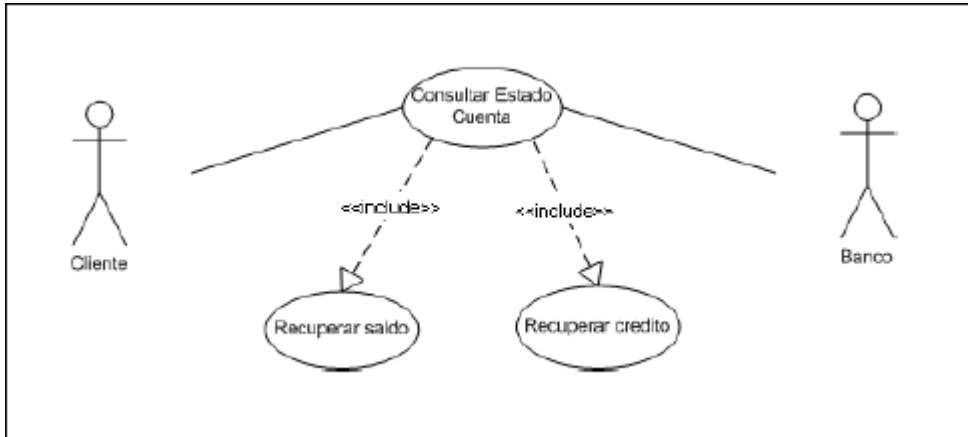 Consultar Estado
Cuenta
<<include>>
<<include>>
Cliente
Banco
Recuperar saldo
Recuperar credito